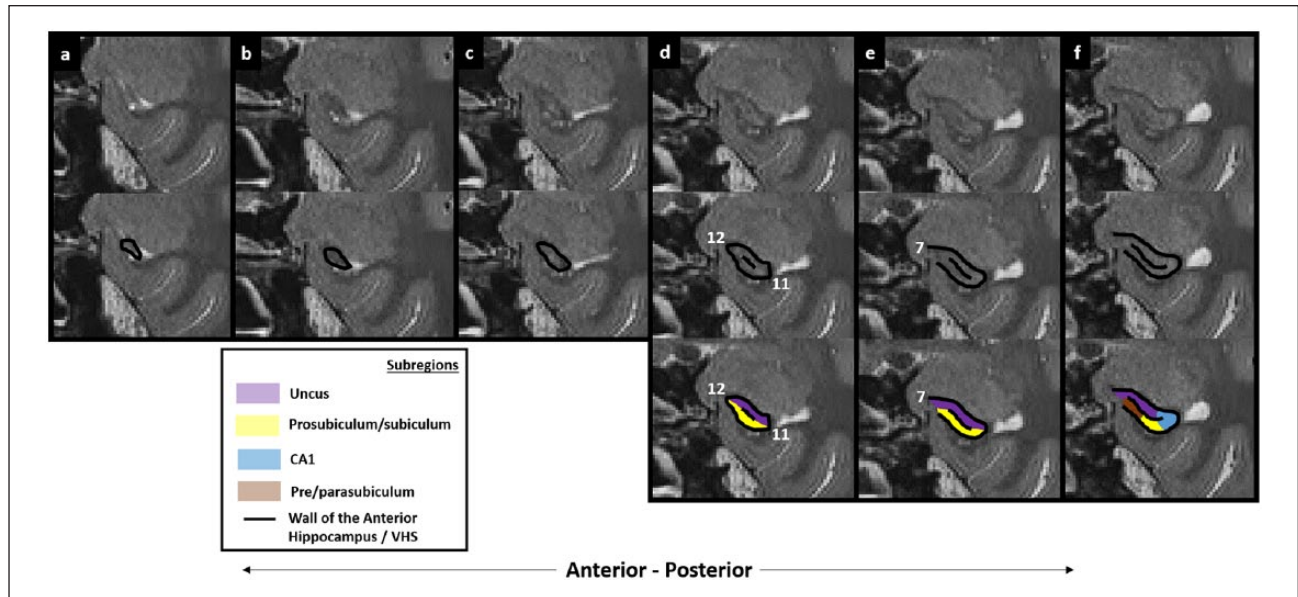 a
b
c
d
e
f
12
11
7
12
11
7
Subregions
Uncus
Prosubiculum/subiculum
CA1
Pre/parasubiculum
Wall of the Anterior
Hippocampus / VHS
Anterior - Posterior